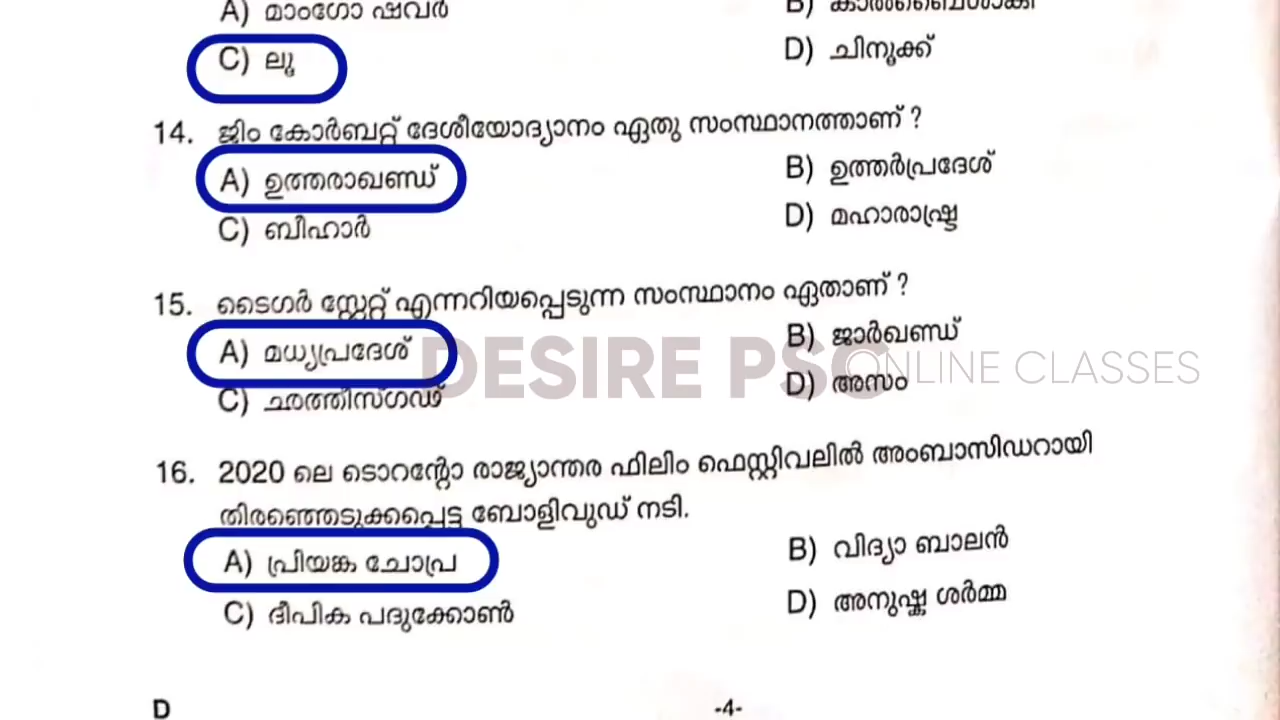 A) മാംഗോ ഷവർ B) കാൽബൈശാകി
C) ലൂ D) ചിനൂക്ക്
14. ജിം കോർബറ്റ് ദേശീയോദ്യാനം ഏതു സംസ്ഥാനത്താണ് ?
A) ഉത്തരാഖണ്ഡ് B) ഉത്തർപ്രദേശ്
C) ബീഹാർ D) മഹാരാഷ്ട്ര
15. ടൈഗർ സ്റ്റേറ്റ് എന്നറിയപ്പെടുന്ന സംസ്ഥാനം ഏതാണ് ?
A) മധ്യപ്രദേശ് B) ജാർഖണ്ഡ്
DESIRE PSC ONLINE CLASSES
C) ഛത്തീസ്ഗഢ് D) അസം
16. 2020 ലെ ടൊറന്റോ രാജ്യാന്തര ഫിലിം ഫെസ്റ്റിവലിൽ അംബാസിഡറായി
തിരഞ്ഞെടുക്കപ്പെട്ട ബോളിവുഡ് നടി.
A) പ്രിയങ്ക ചോപ്ര B) വിദ്യാ ബാലൻ
C) ദീപിക പദുക്കോൺ D) അനുഷ്ക ശർമ്മ
D -4-